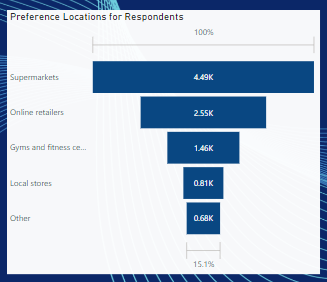 Preference Locations for Respondents
100%
Supermarkets 4.49K
Online retailers 2.55K
Gyms and fitness ce... 1.46K
Local stores 0.81K
Other 0.68K
15.1%